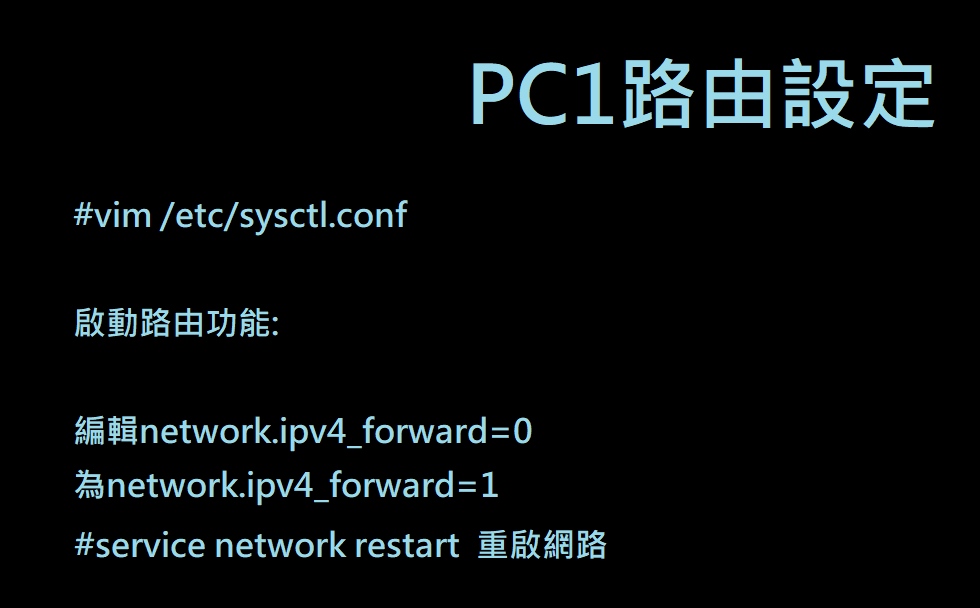 PC1路由設定
#vim /etc/sysctl.conf
啟動路由功能:
編輯network.ipv4_forward=0
為network.ipv4_forward=1
#service network restart 重啟網路